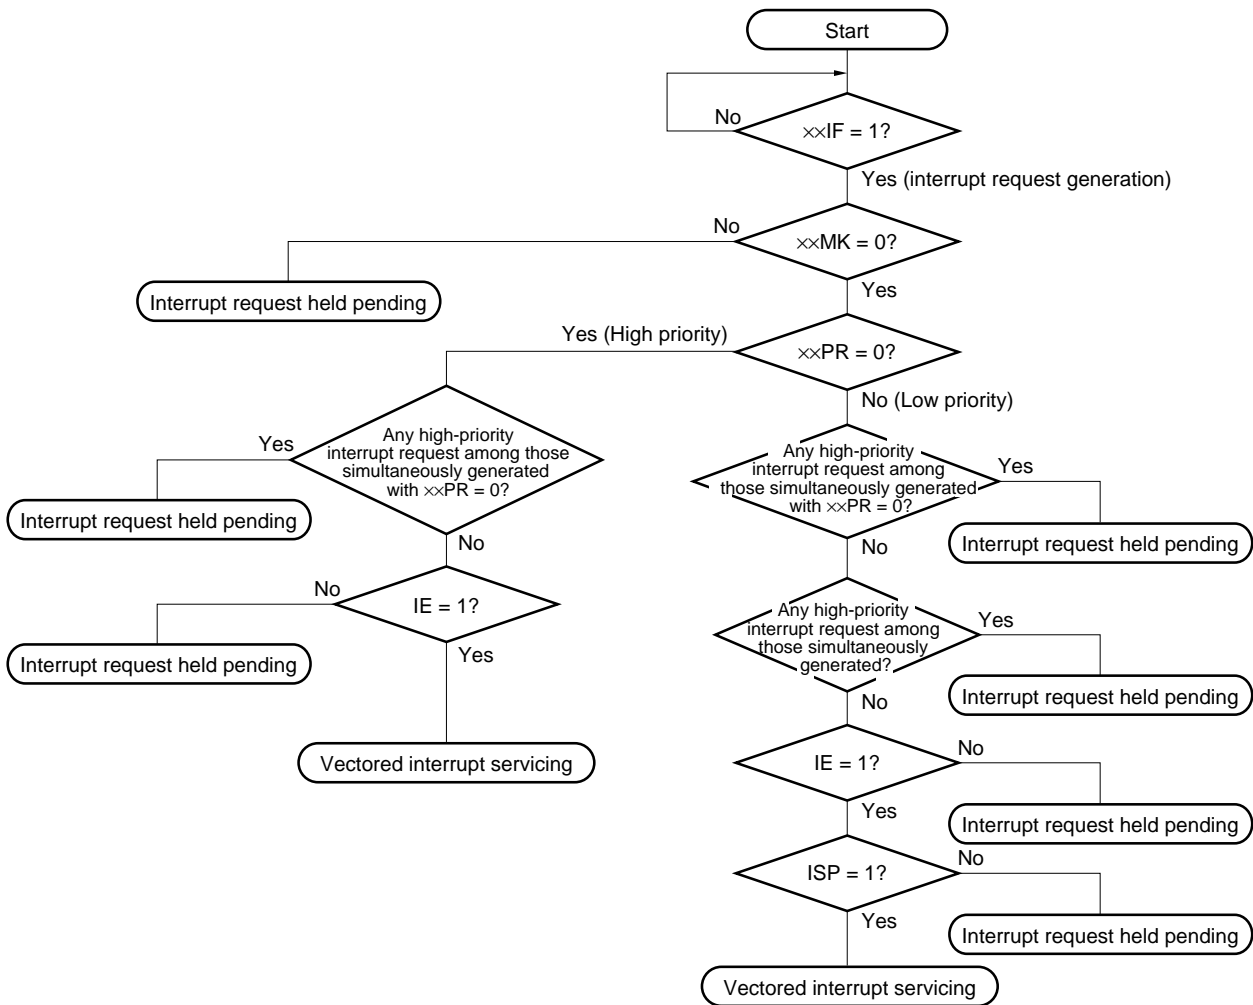 Start
No
××IF = 1?
Yes (interrupt request generation)
No
××MK = 0?
Interrupt request held pending
Yes
Yes (High priority)
××PR = 0?
No (Low priority)
Yes
Any high-priority
interrupt request among those
simultaneously generated
with ××PR = 0?
Any high-priority
interrupt request among
those simultaneously generated
with ××PR = 0?
Yes
Interrupt request held pending
Interrupt request held pending
No
No
No
IE = 1?
Any high-priority
interrupt request among
those simultaneously
generated?
Yes
Interrupt request held pending
Yes
Interrupt request held pending
No
Vectored interrupt servicing
IE = 1?
No
Interrupt request held pending
Yes
ISP = 1?
No
Yes
Interrupt request held pending
Vectored interrupt servicing